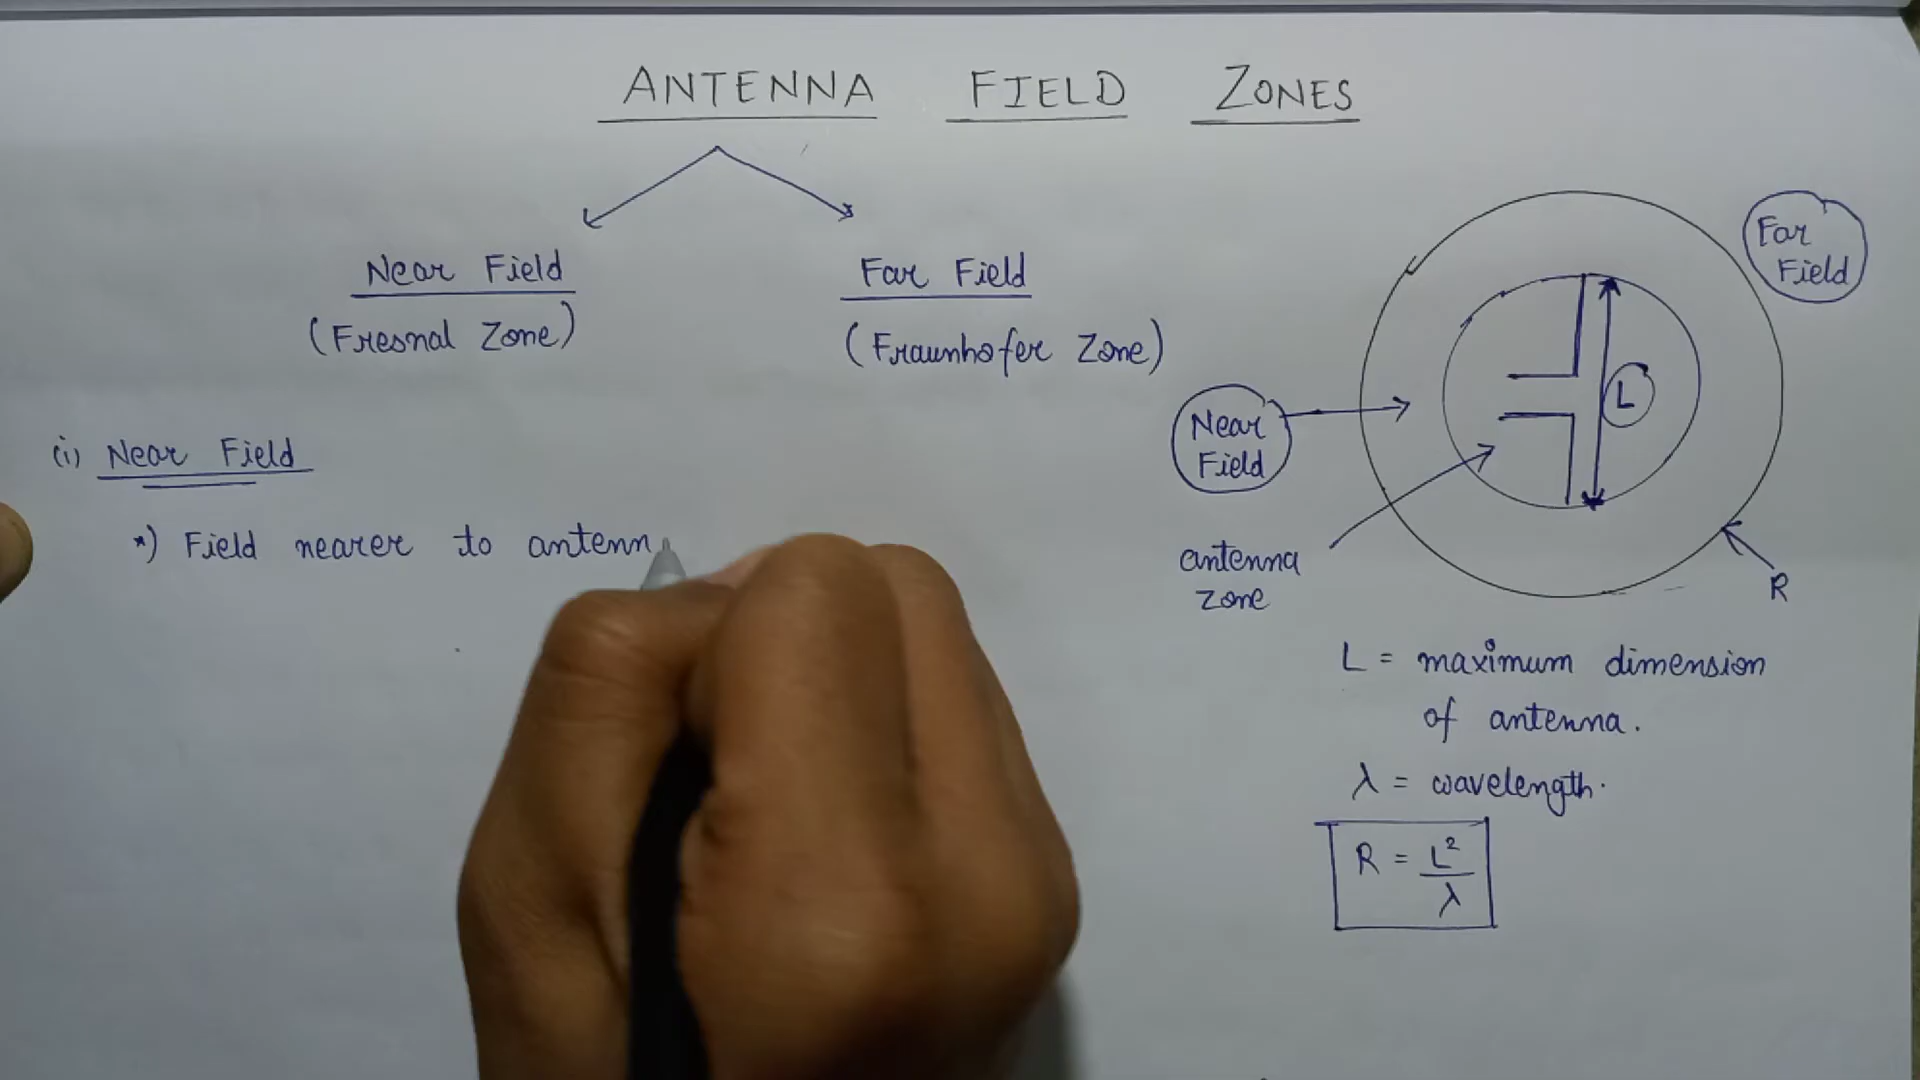 ANTENNA FIELD ZONES
Near Field
(Fresnal Zone)
Far Field
(Fraunhofer Zone)
(i) Near Field
*) Field nearer to antenn
Far
Field
L
Near
Field
antenna
zone
R
L = maximum dimension
of antenna.
λ = wavelength.
R = L²/λ